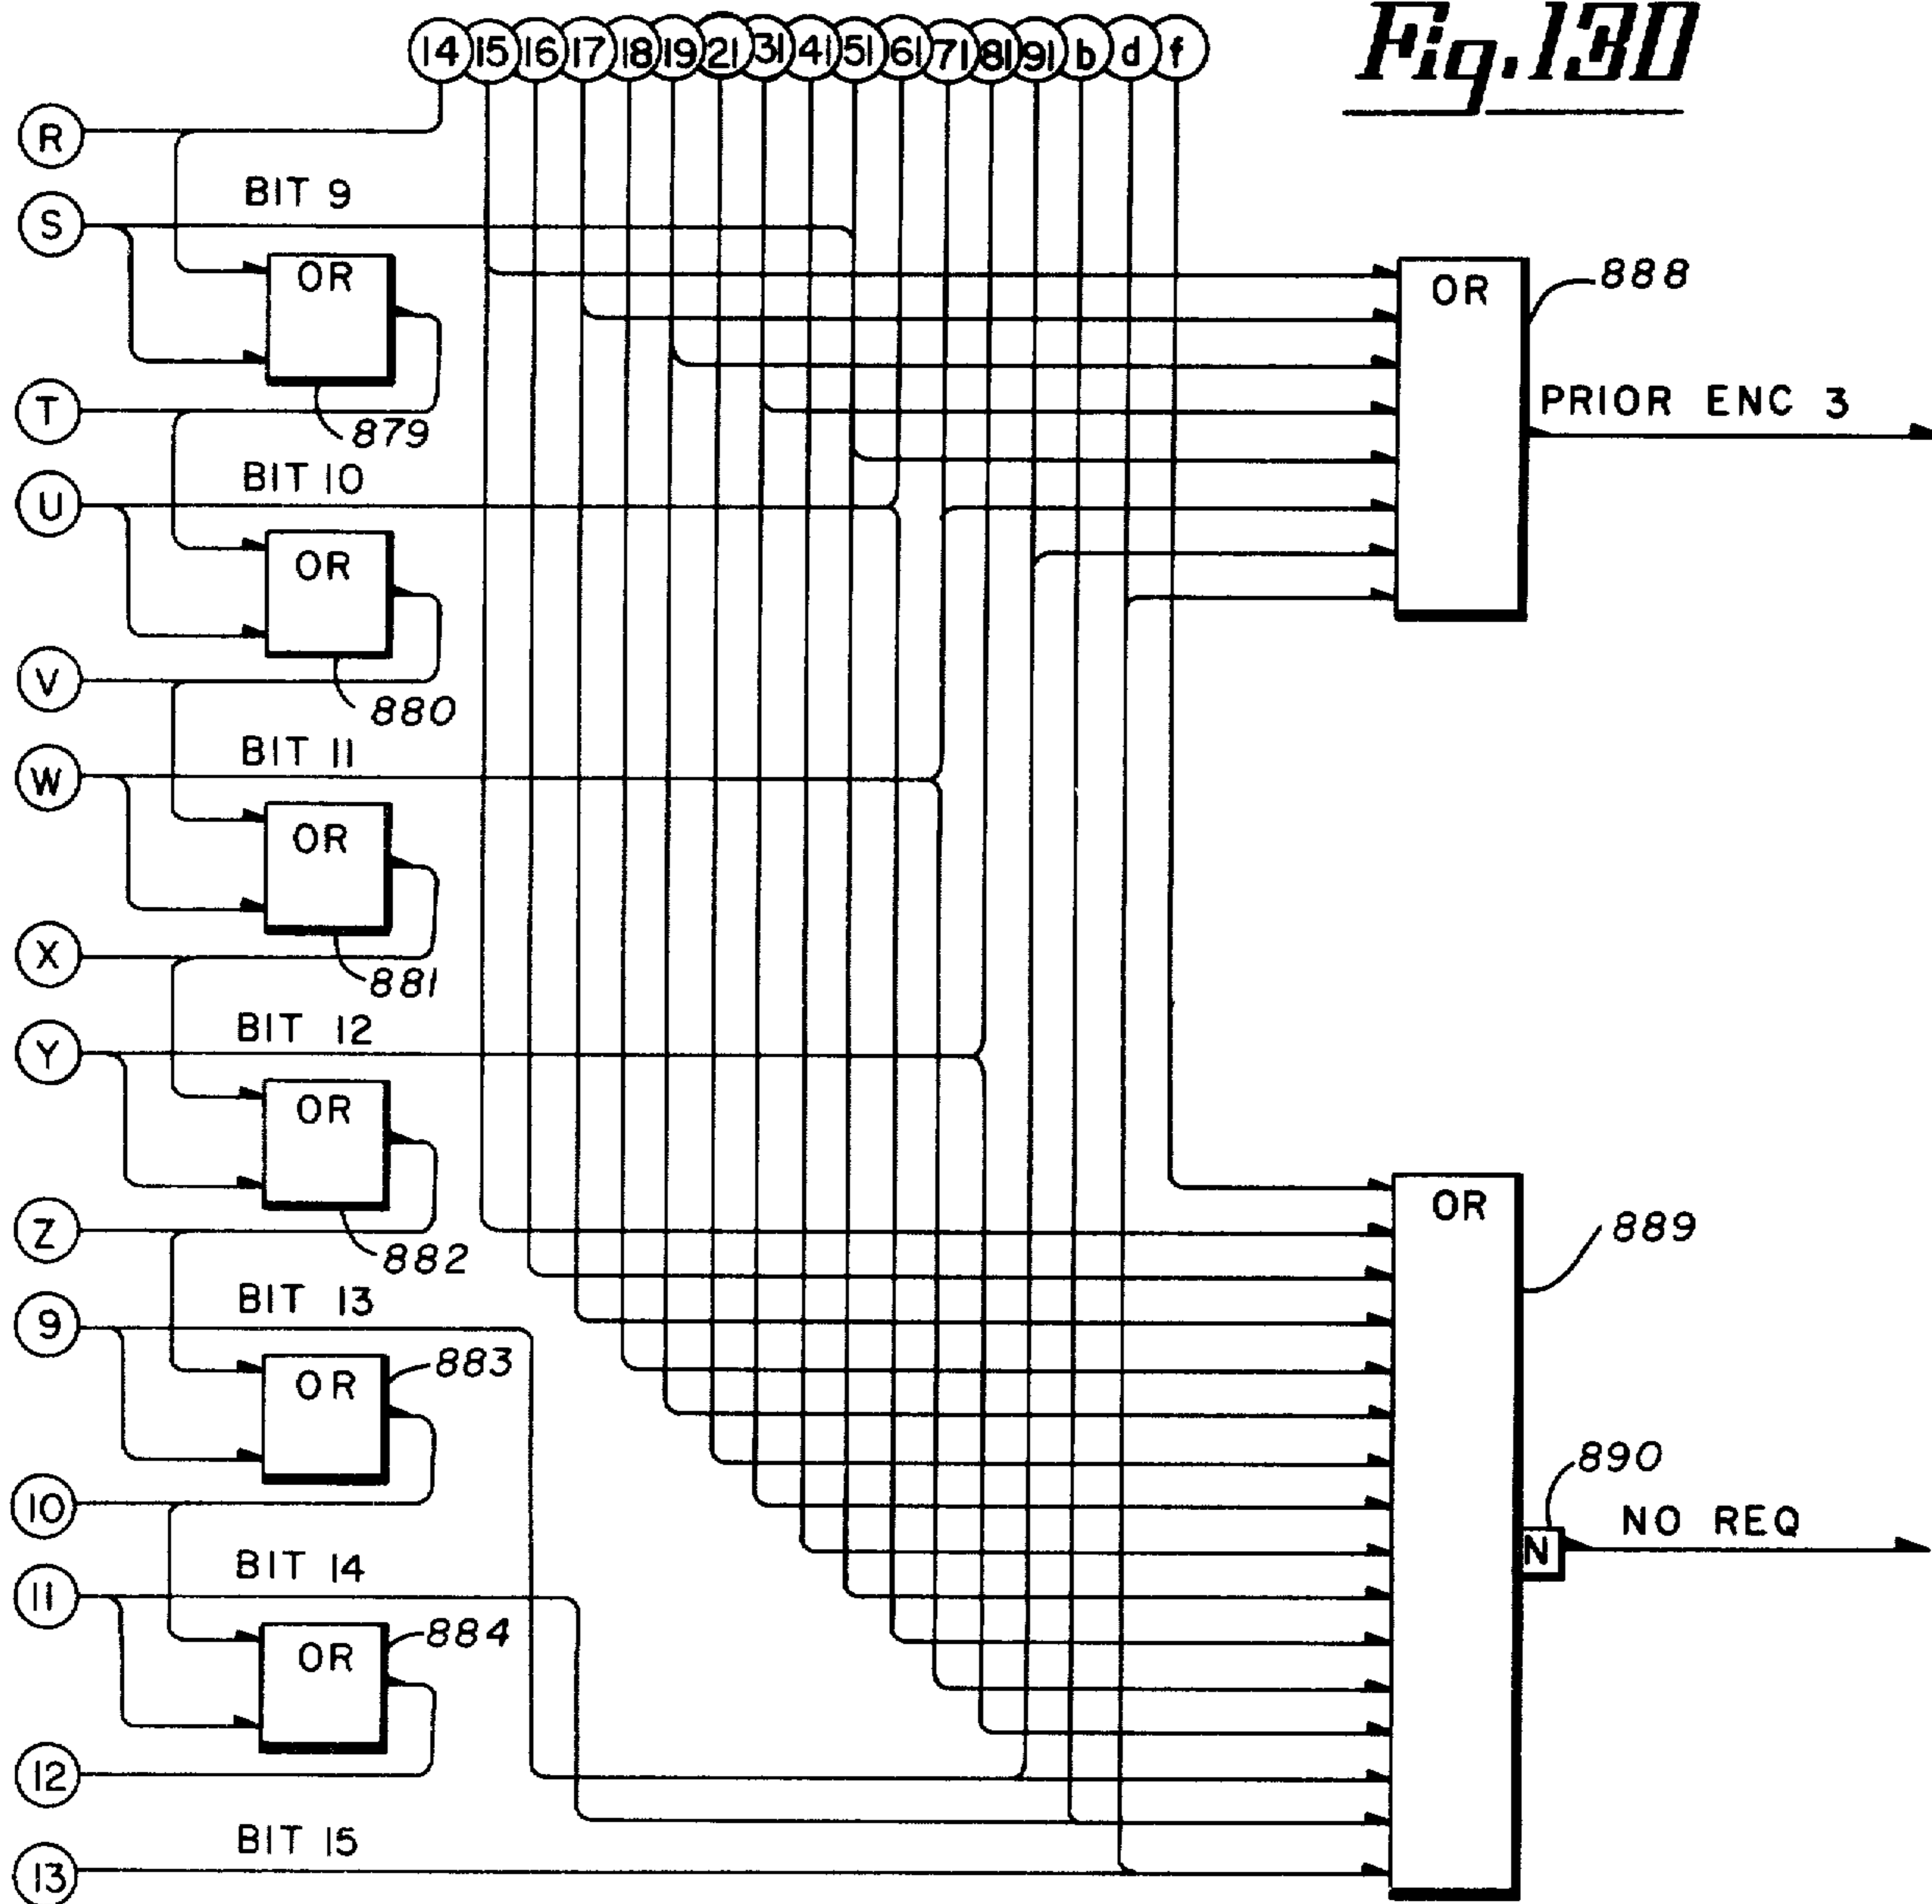 Fig. 13D
14 15 16 17 18 19 21 31 41 51 61 71 81 91 b d f
R
BIT 9
S
OR
OR
888
PRIOR ENC 3
T
879
BIT 10
U
OR
V
880
BIT 11
W
OR
X
881
BIT 12
Y
OR
OR
889
Z
882
BIT 13
9
883
OR
890
10
NO REQ
N
BIT 14
11
884
OR
12
BIT 15
13